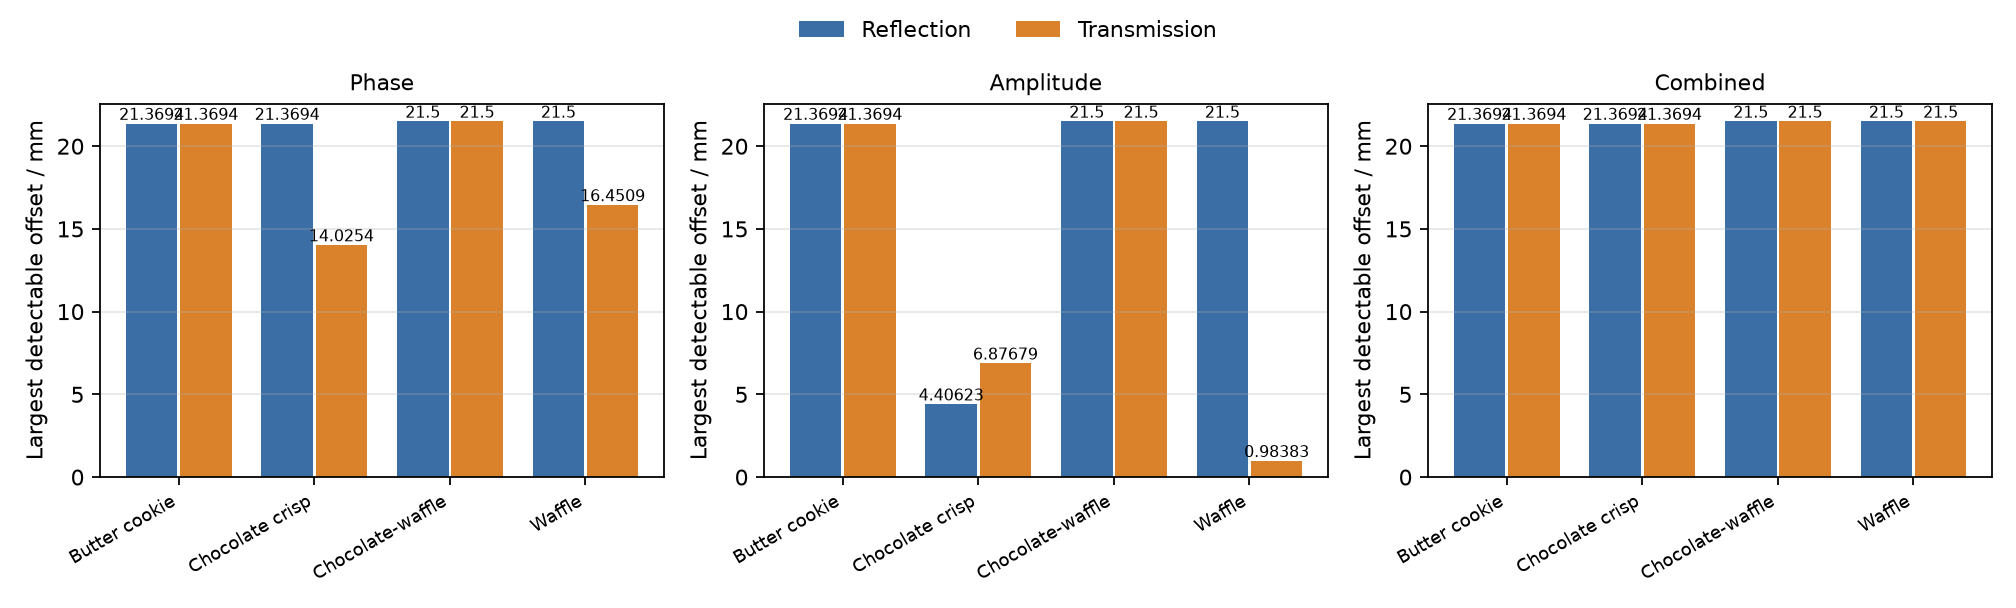 Reflection Transmission
Phase
Largest detectable offset / mm
20
15
10
5
0
21.3694 21.3694 21.3694 14.0254 21.5 21.5 21.5 16.4509
Butter cookie Chocolate crisp Chocolate-waffle Waffle
Amplitude
Largest detectable offset / mm
20
15
10
5
0
21.3694 21.3694 4.40623 6.87679 21.5 21.5 21.5 0.98383
Butter cookie Chocolate crisp Chocolate-waffle Waffle
Combined
Largest detectable offset / mm
20
15
10
5
0
21.3694 21.3694 21.3694 21.3694 21.5 21.5 21.5 21.5
Butter cookie Chocolate crisp Chocolate-waffle Waffle